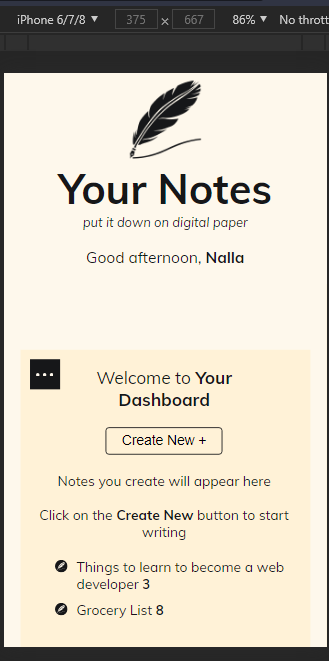 iPhone 6/7/8 ▼ 375 × 667 86% ▼ No thrott
Your Notes
put it down on digital paper
Good afternoon, Nalla
Welcome to Your
Dashboard
Create New +
Notes you create will appear here
Click on the Create New button to start
writing
Things to learn to become a web
developer 3
Grocery List 8